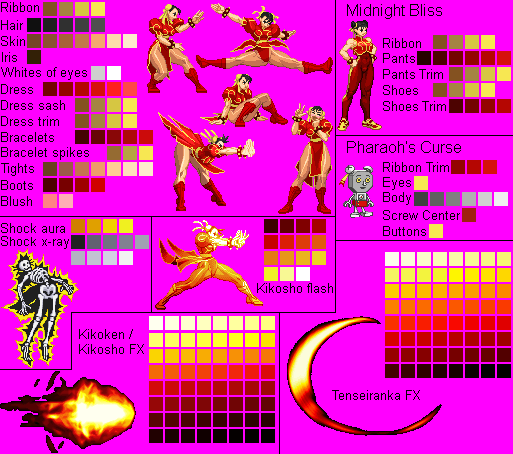 Ribbon
Hair
Skin
Iris
Whites of eyes
Dress
Dress sash
Dress trim
Bracelets
Bracelet spikes
Tights
Boots
Blush
Midnight Bliss
Ribbon
Pants
Pants Trim
Shoes
Shoes Trim
Pharaoh's Curse
Ribbon Trim
Eyes
Body
Screw Center
Buttons
Shock aura
Shock x-ray
Kikosho flash
Kikoken /
Kikosho FX
Tenseiranka FX